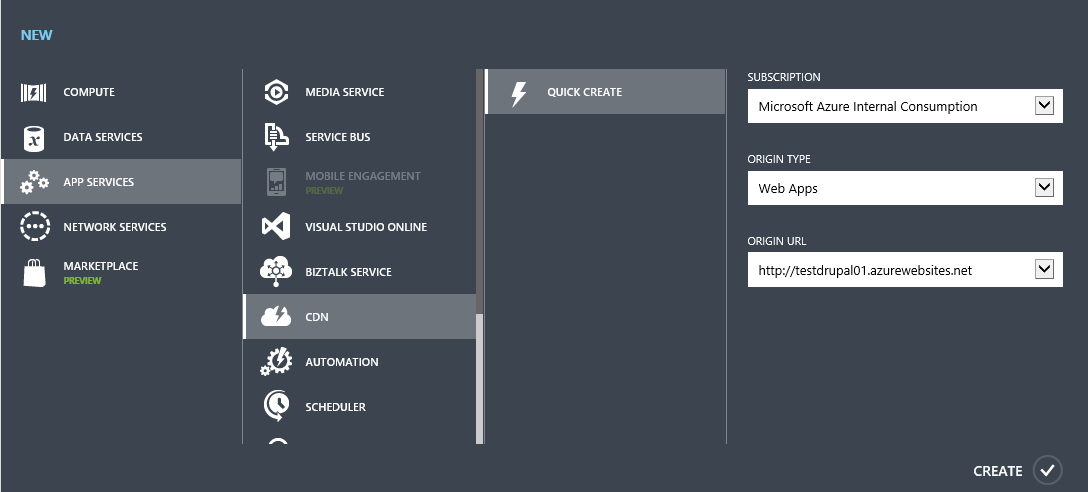 NEW
COMPUTE
DATA SERVICES
APP SERVICES
NETWORK SERVICES
MARKETPLACE
PREVIEW
MEDIA SERVICE
SERVICE BUS
MOBILE ENGAGEMENT
PREVIEW
VISUAL STUDIO ONLINE
BIZTALK SERVICE
CDN
AUTOMATION
SCHEDULER
QUICK CREATE
SUBSCRIPTION
Microsoft Azure Internal Consumption
ORIGIN TYPE
Web Apps
ORIGIN URL
http://testdrupal01.azurewebsites.net
CREATE